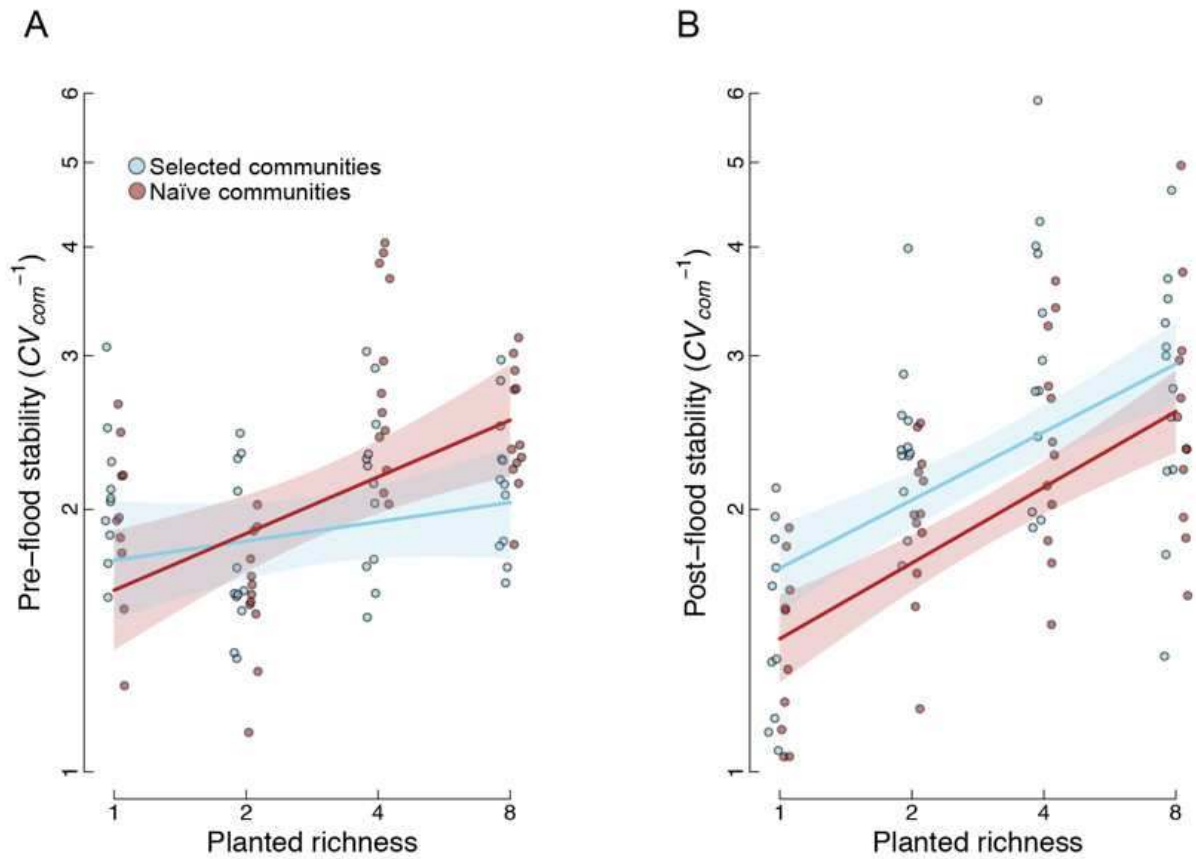 A
B
Pre–flood stability (CVcom−1)
6
5
4
3
2
1
Selected communities
Naïve communities
1 2 4 8
Planted richness
Post–flood stability (CVcom−1)
6
5
4
3
2
1
1 2 4 8
Planted richness